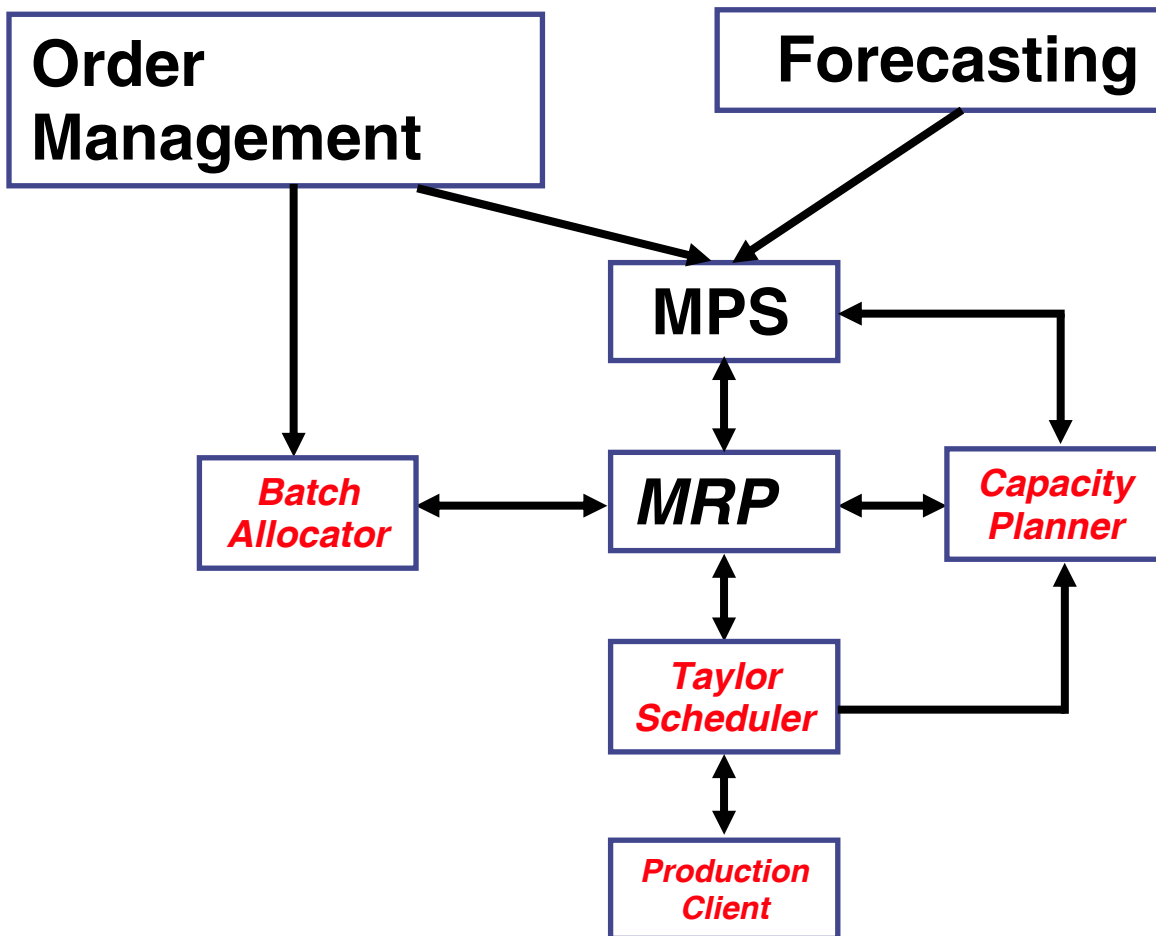 Order
Management
Forecasting
MPS
Batch
Allocator
MRP
Capacity
Planner
Taylor
Scheduler
Production
Client